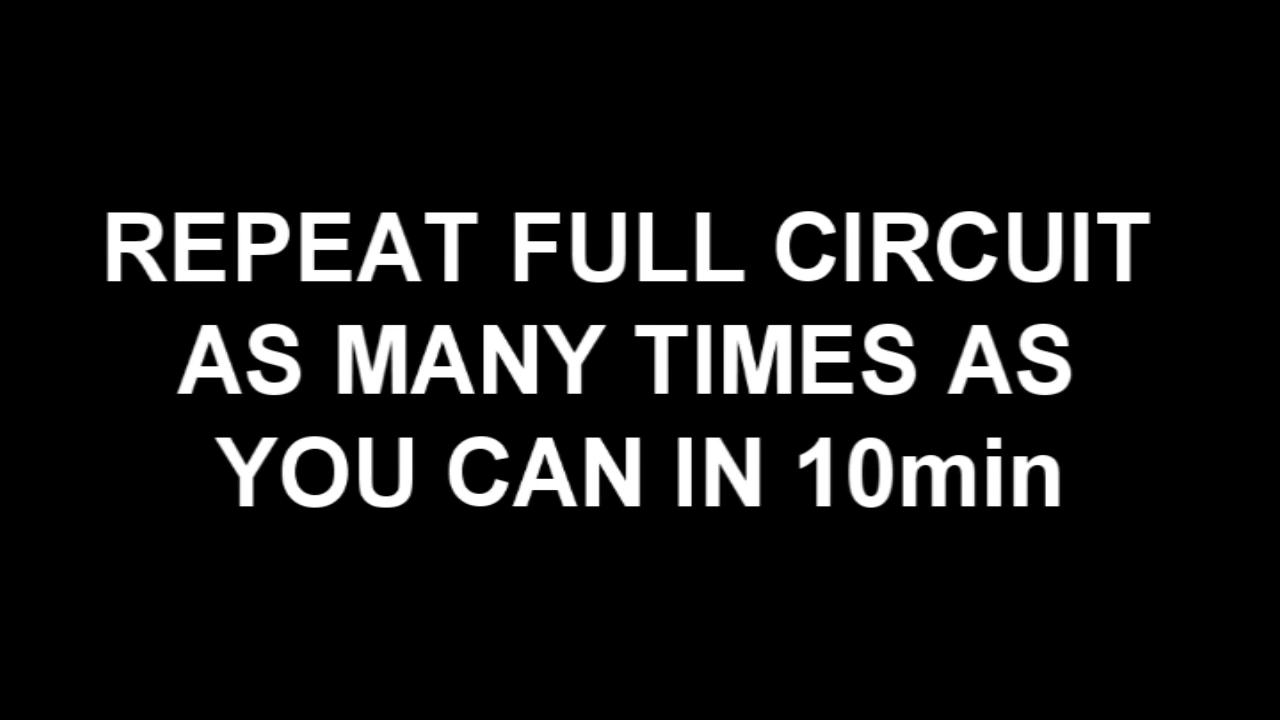 REPEAT FULL CIRCUIT
AS MANY TIMES AS
YOU CAN IN 10min